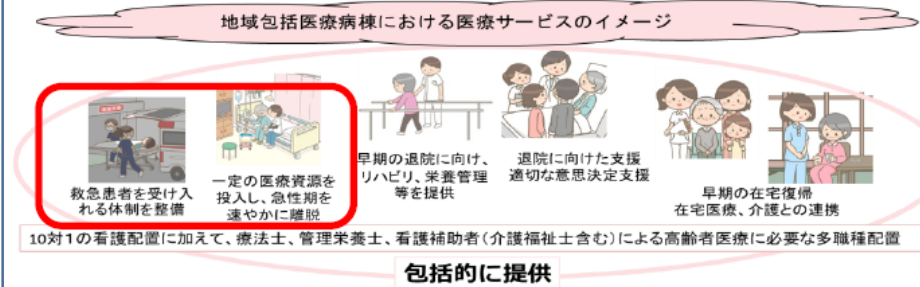 地域包括医療病棟における医療サービスのイメージ
救急患者を受け入
れる体制を整備
一定の医療資源を
投入し、急性期を
速やかに離脱
早期の退院に向け、
リハビリ、栄養管理
等を提供
退院に向けた支援
適切な意思決定支援
早期の在宅復帰
在宅医療、介護との連携
10対1の看護配置に加えて、療法士、管理栄養士、看護補助者(介護福祉士含む)による高齢者医療に必要な多職種配置
包括的に提供